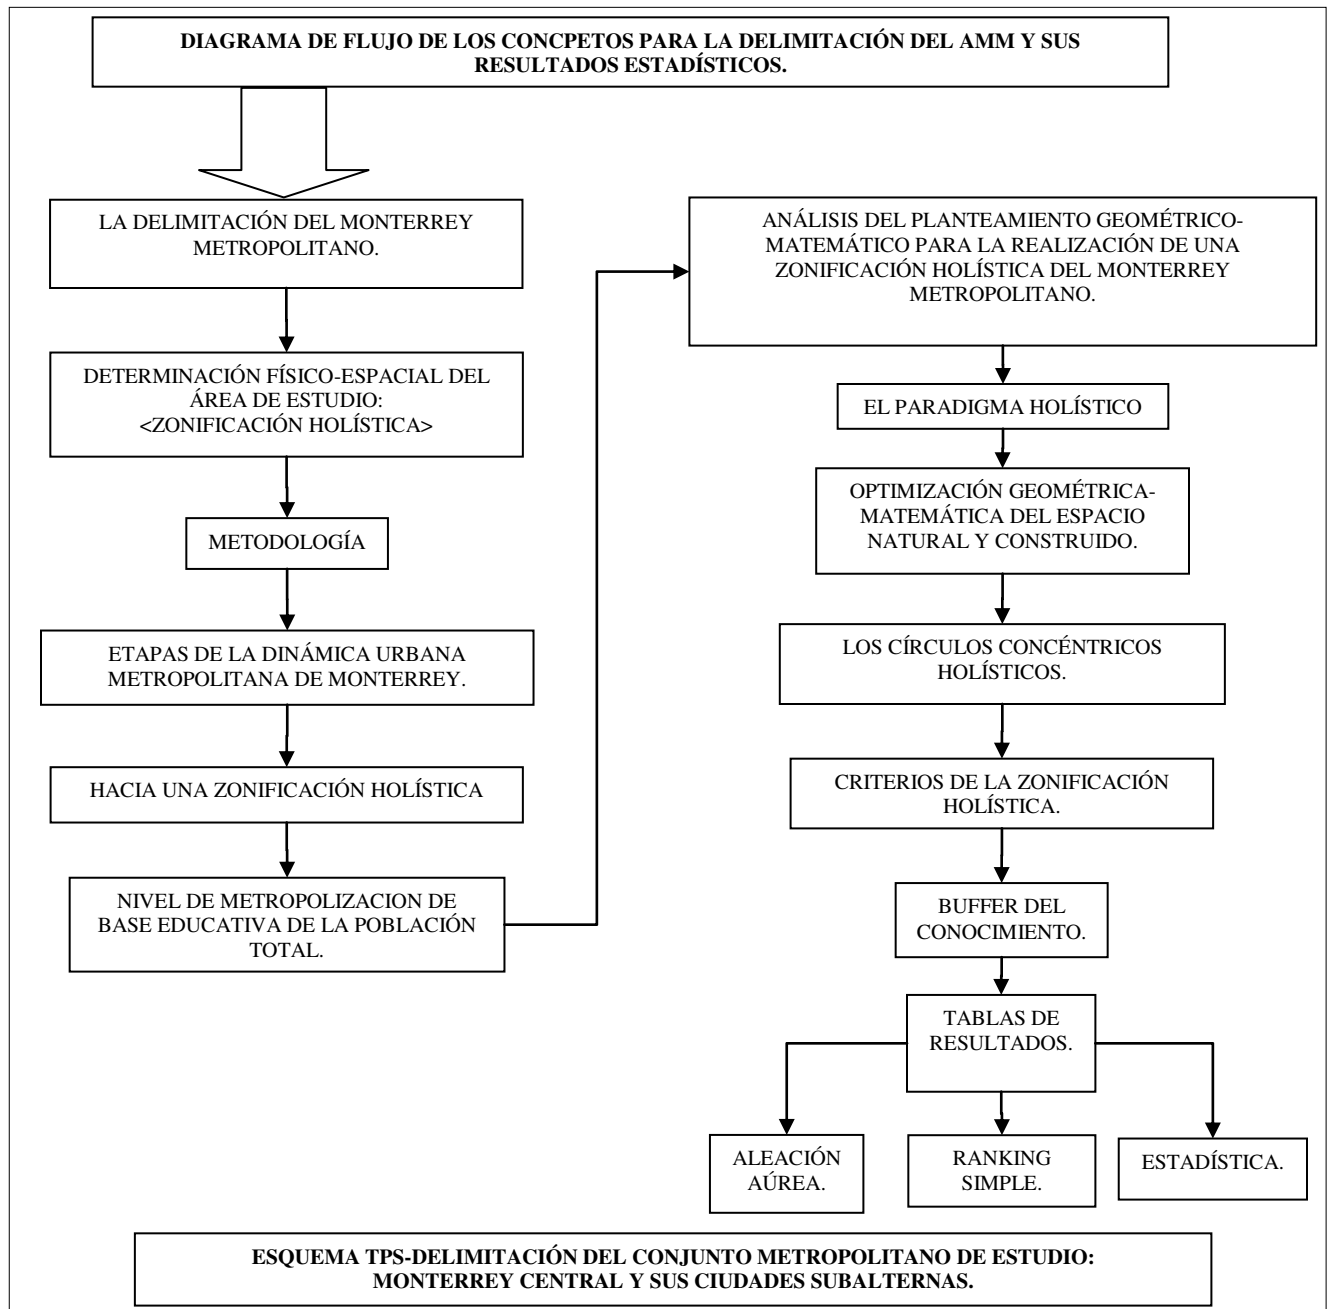 DIAGRAMA DE FLUJO DE LOS CONCPETOS PARA LA DELIMITACIÓN DEL AMM Y SUS
RESULTADOS ESTADÍSTICOS.
LA DELIMITACIÓN DEL MONTERREY
METROPOLITANO.
DETERMINACIÓN FÍSICO-ESPACIAL DEL
ÁREA DE ESTUDIO:
<ZONIFICACIÓN HOLÍSTICA>
METODOLOGÍA
ETAPAS DE LA DINÁMICA URBANA
METROPOLITANA DE MONTERREY.
HACIA UNA ZONIFICACIÓN HOLÍSTICA
NIVEL DE METROPOLIZACION DE
BASE EDUCATIVA DE LA POBLACIÓN
TOTAL.
ANÁLISIS DEL PLANTEAMIENTO GEOMÉTRICO-
MATEMÁTICO PARA LA REALIZACIÓN DE UNA
ZONIFICACIÓN HOLÍSTICA DEL MONTERREY
METROPOLITANO.
EL PARADIGMA HOLÍSTICO
OPTIMIZACIÓN GEOMÉTRICA-
MATEMÁTICA DEL ESPACIO
NATURAL Y CONSTRUIDO.
LOS CÍRCULOS CONCÉNTRICOS
HOLÍSTICOS.
CRITERIOS DE LA ZONIFICACIÓN
HOLÍSTICA.
BUFFER DEL
CONOCIMIENTO.
TABLAS DE
RESULTADOS.
ALEACIÓN
AÚREA.
RANKING
SIMPLE.
ESTADÍSTICA.
ESQUEMA TPS-DELIMITACIÓN DEL CONJUNTO METROPOLITANO DE ESTUDIO:
MONTERREY CENTRAL Y SUS CIUDADES SUBALTERNAS.